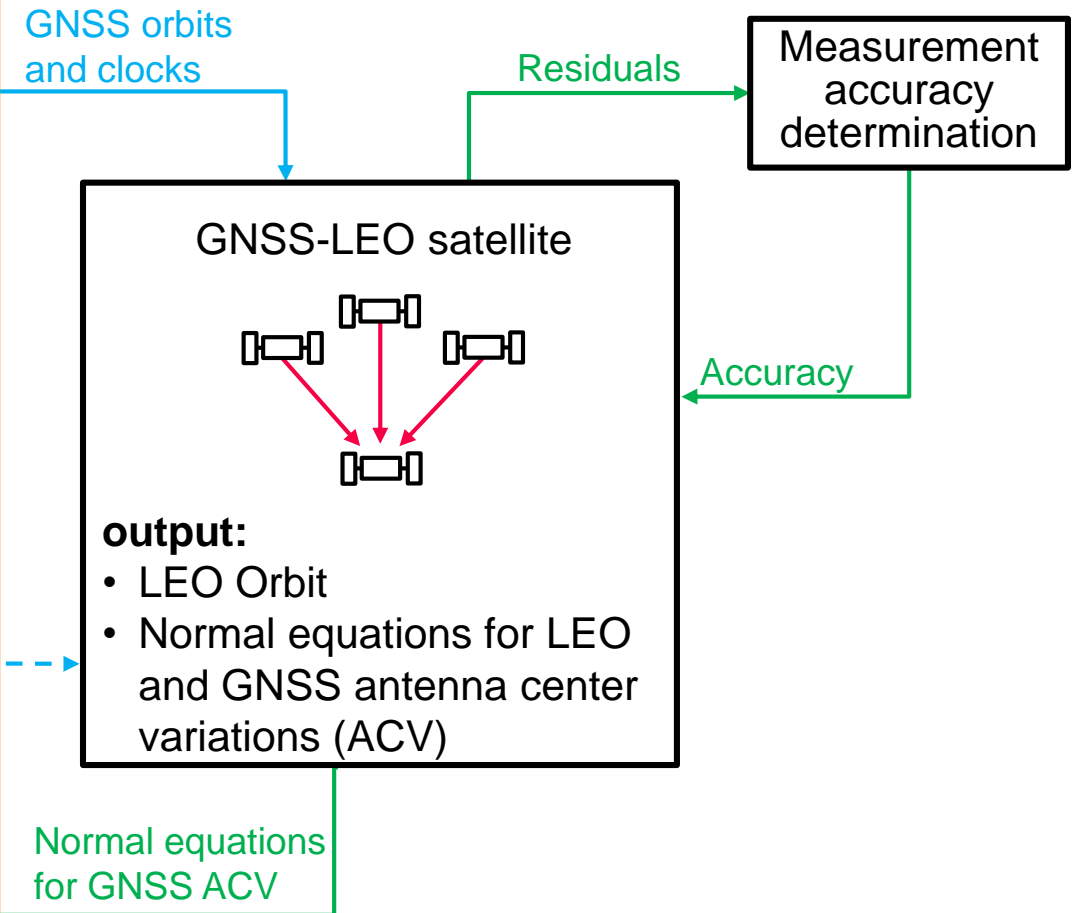 GNSS orbits
and clocks
Residuals
Measurement
accuracy
determination
GNSS-LEO satellite
Accuracy
output:
• LEO Orbit
• Normal equations for LEO
and GNSS antenna center
variations (ACV)
Normal equations
for GNSS ACV